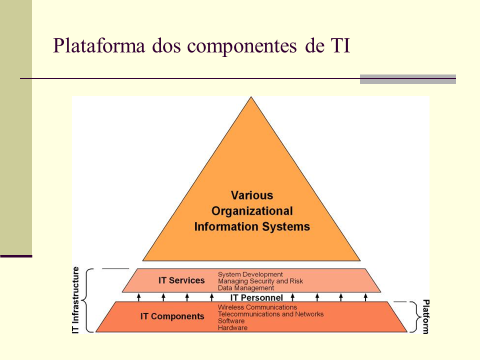 Plataforma dos componentes de TI
Various
Organizational
Information Systems
IT Services
System Development
Managing Security and Risk
Data Management
IT Personnel
IT Components
Wireless Communications
Telecommunications and Networks
Software
Hardware
IT Infrastructure
Platform